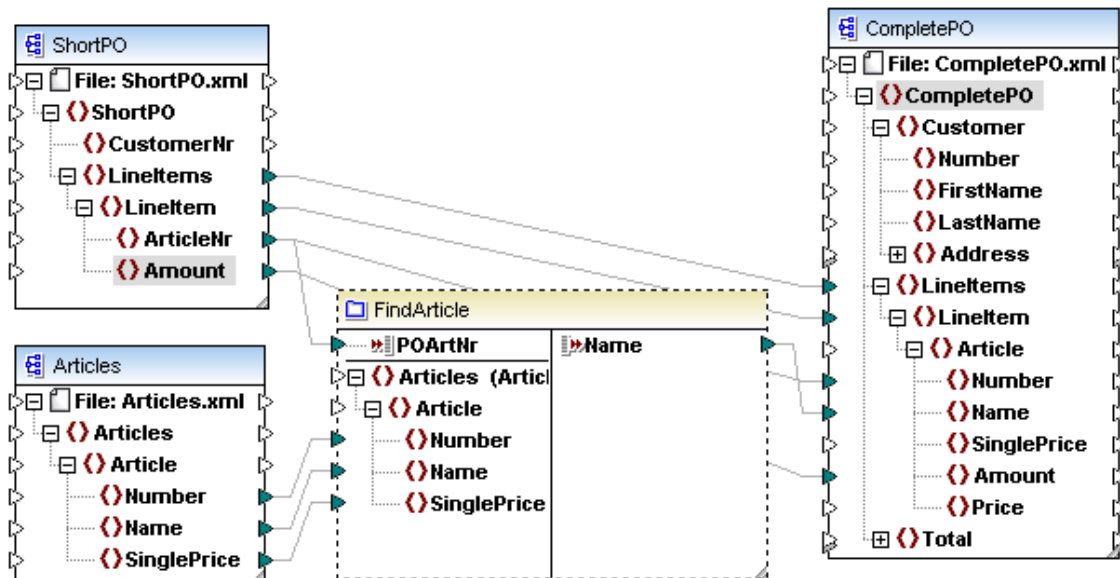 ShortPO
File: ShortPO.xml
ShortPO
CustomerNr
LineItems
LineItem
ArticleNr
Amount
Articles
File: Articles.xml
Articles
Article
Number
Name
SinglePrice
FindArticle
POArtNr
Name
Articles (Articl
Article
Number
Name
SinglePrice
CompletePO
File: CompletePO.xml
CompletePO
Customer
Number
FirstName
LastName
Address
LineItems
LineItem
Article
Number
Name
SinglePrice
Amount
Price
Total